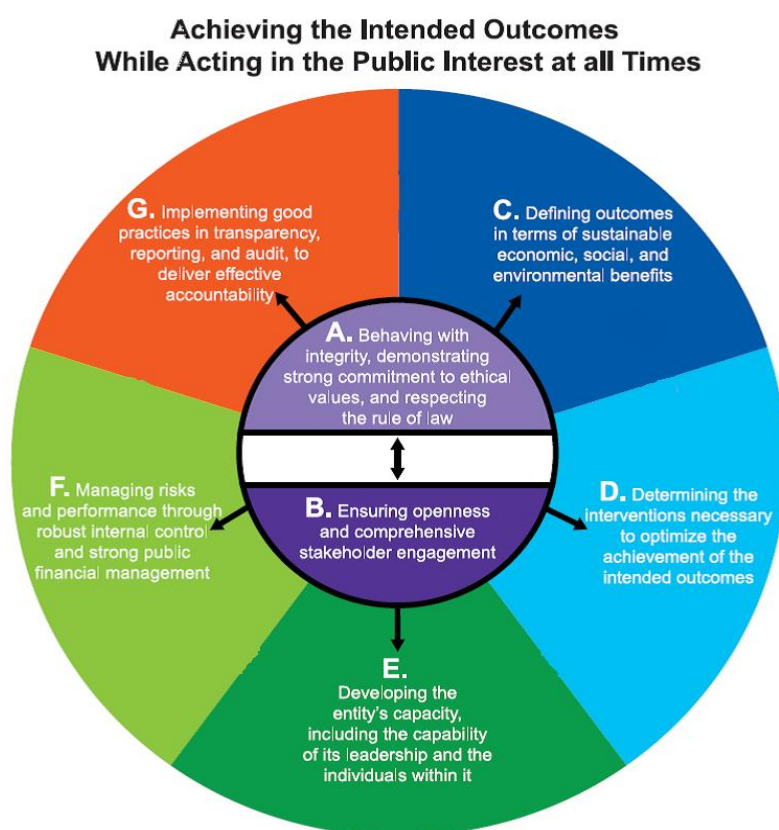 Achieving the Intended Outcomes
While Acting in the Public Interest at all Times
A. Behaving with
integrity, demonstrating
strong commitment to ethical
values, and respecting
the rule of law
B. Ensuring openness
and comprehensive
stakeholder engagement
C. Defining outcomes
in terms of sustainable
economic, social, and
environmental benefits
D. Determining the
interventions necessary
to optimize the
achievement of the
intended outcomes
E.
Developing the
entity's capacity,
including the capability
of its leadership and the
individuals within it
F. Managing risks
and performance through
robust internal control
and strong public
financial management
G. Implementing good
practices in transparency,
reporting, and audit, to
deliver effective
accountability